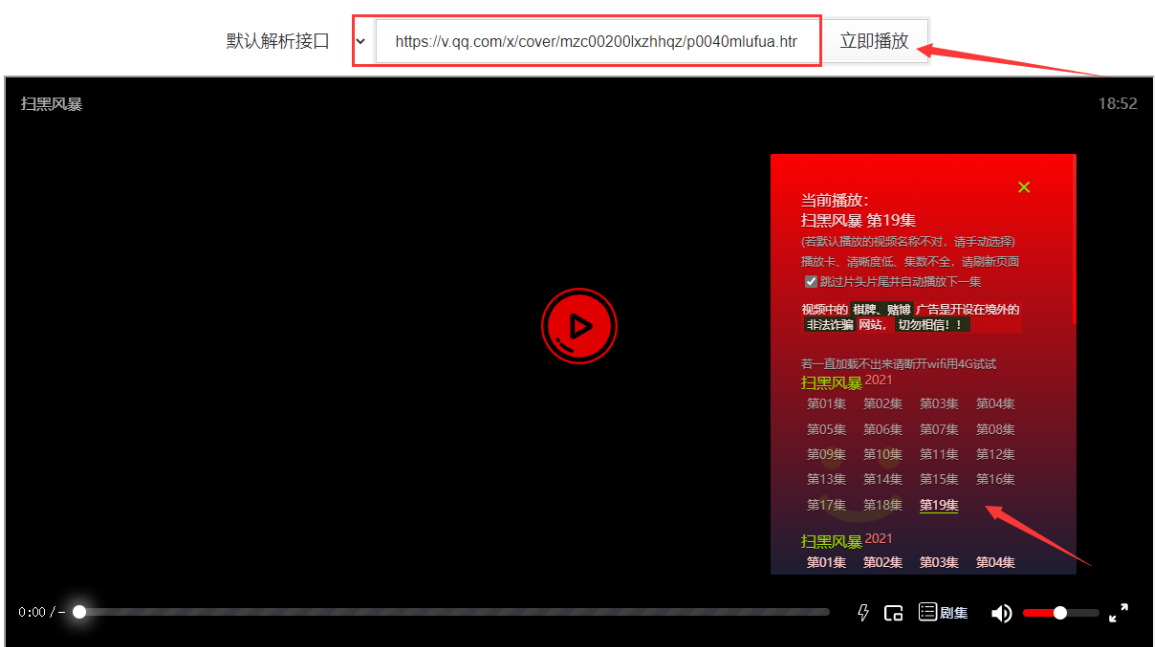 默认解析接口
https://v.qq.com/x/cover/mzc00200lxzhhqz/p0040mlufua.htr
立即播放
扫黑风暴
18:52
当前播放:
扫黑风暴 第19集
(若默认播放的视频名称不对，请手动选择)
播放卡、清晰度低、集数不全，请刷新页面
跳过片头片尾并自动播放下一集
视频中的 棋牌、赌博 广告是开设在境外的
非法诈骗 网站， 切勿相信！！
若一直加载不出来请断开wifi用4G试试
扫黑风暴2021
第01集 第02集 第03集 第04集
第05集 第06集 第07集 第08集
第09集 第10集 第11集 第12集
第13集 第14集 第15集 第16集
第17集 第18集 第19集
扫黑风暴2021
第01集 第02集 第03集 第04集
0:00 / -
剧集